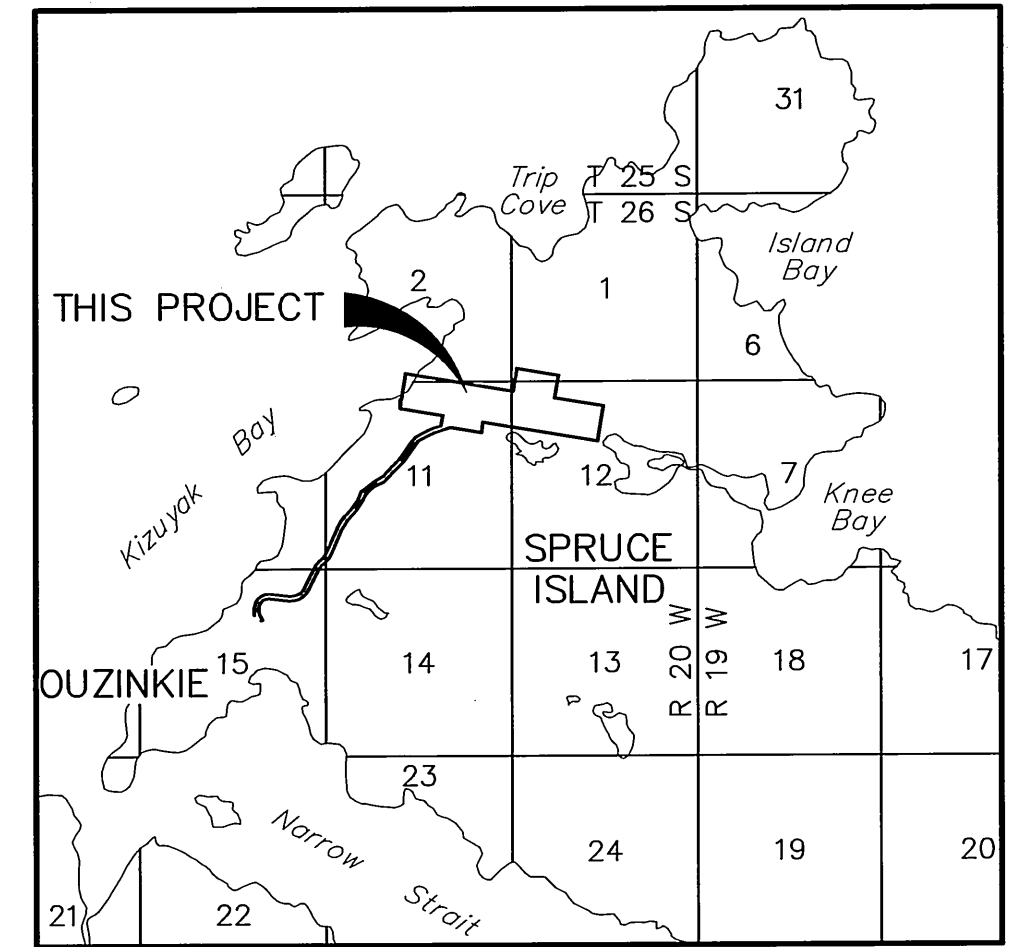 31
Trip
Cove
T 25 S
T 26 S
Island
Bay
2
1
THIS PROJECT
6
Kizuyak Bay
11
12
7
Knee
Bay
SPRUCE
ISLAND
R 20 W
R 19 W
OUZINKIE
15
14
13
18
17
23
Narrow Strait
24
19
20
21
22